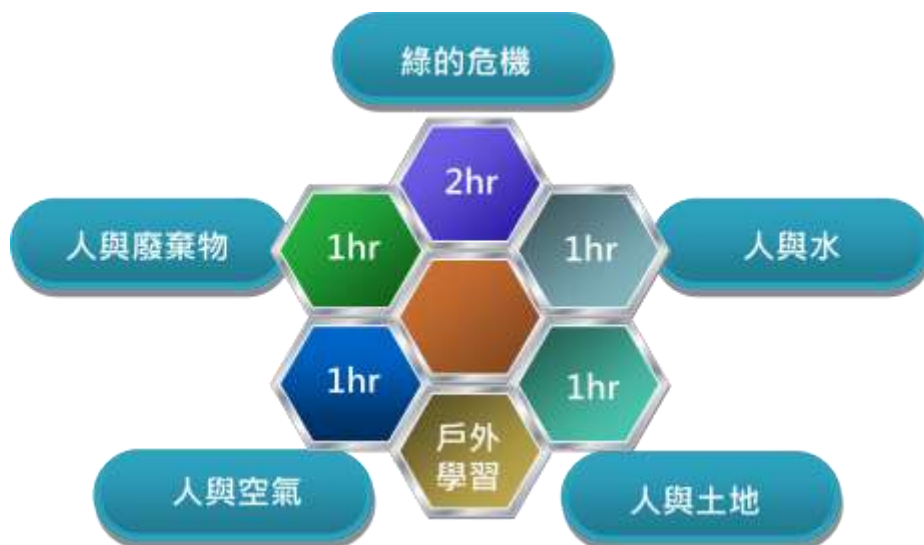 綠的危機
2hr
人與廢棄物
1hr
1hr
人與水
1hr
1hr
戶外
學習
人與空氣
人與土地